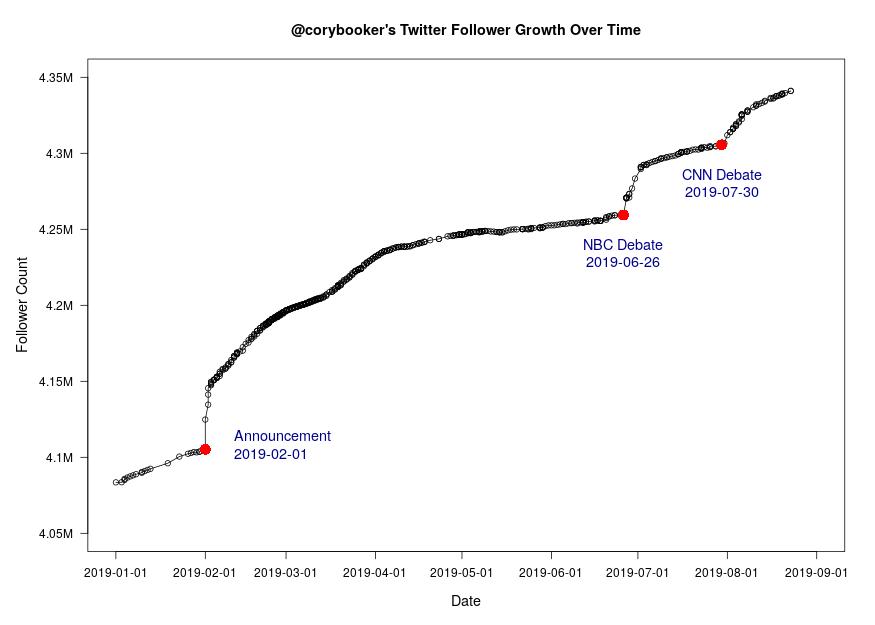 @corybooker's Twitter Follower Growth Over Time
4.35M
4.3M
4.25M
4.2M
4.15M
4.1M
4.05M
Follower Count
CNN Debate
2019-07-30
NBC Debate
2019-06-26
Announcement
2019-02-01
2019-01-01
2019-02-01
2019-03-01
2019-04-01
2019-05-01
2019-06-01
2019-07-01
2019-08-01
2019-09-01
Date